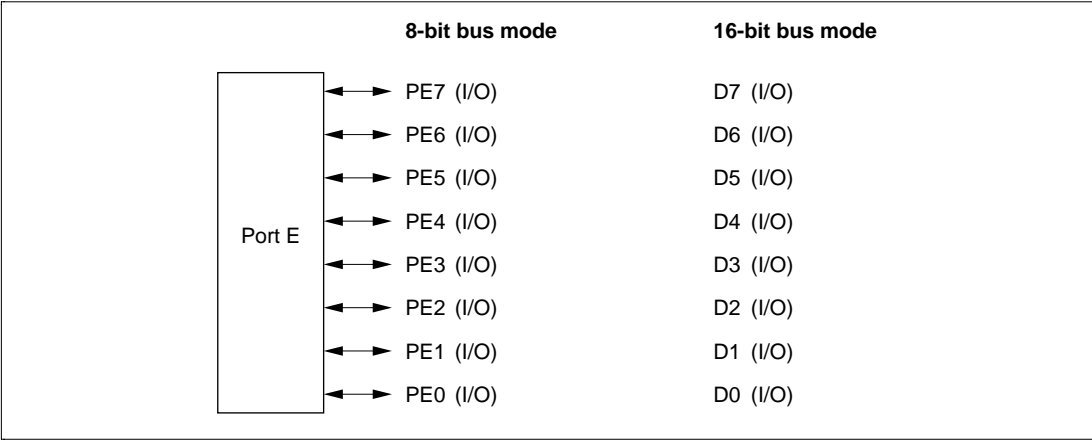 8-bit bus mode 16-bit bus mode
PE7 (I/O) D7 (I/O)
PE6 (I/O) D6 (I/O)
PE5 (I/O) D5 (I/O)
PE4 (I/O) D4 (I/O)
Port E
PE3 (I/O) D3 (I/O)
PE2 (I/O) D2 (I/O)
PE1 (I/O) D1 (I/O)
PE0 (I/O) D0 (I/O)